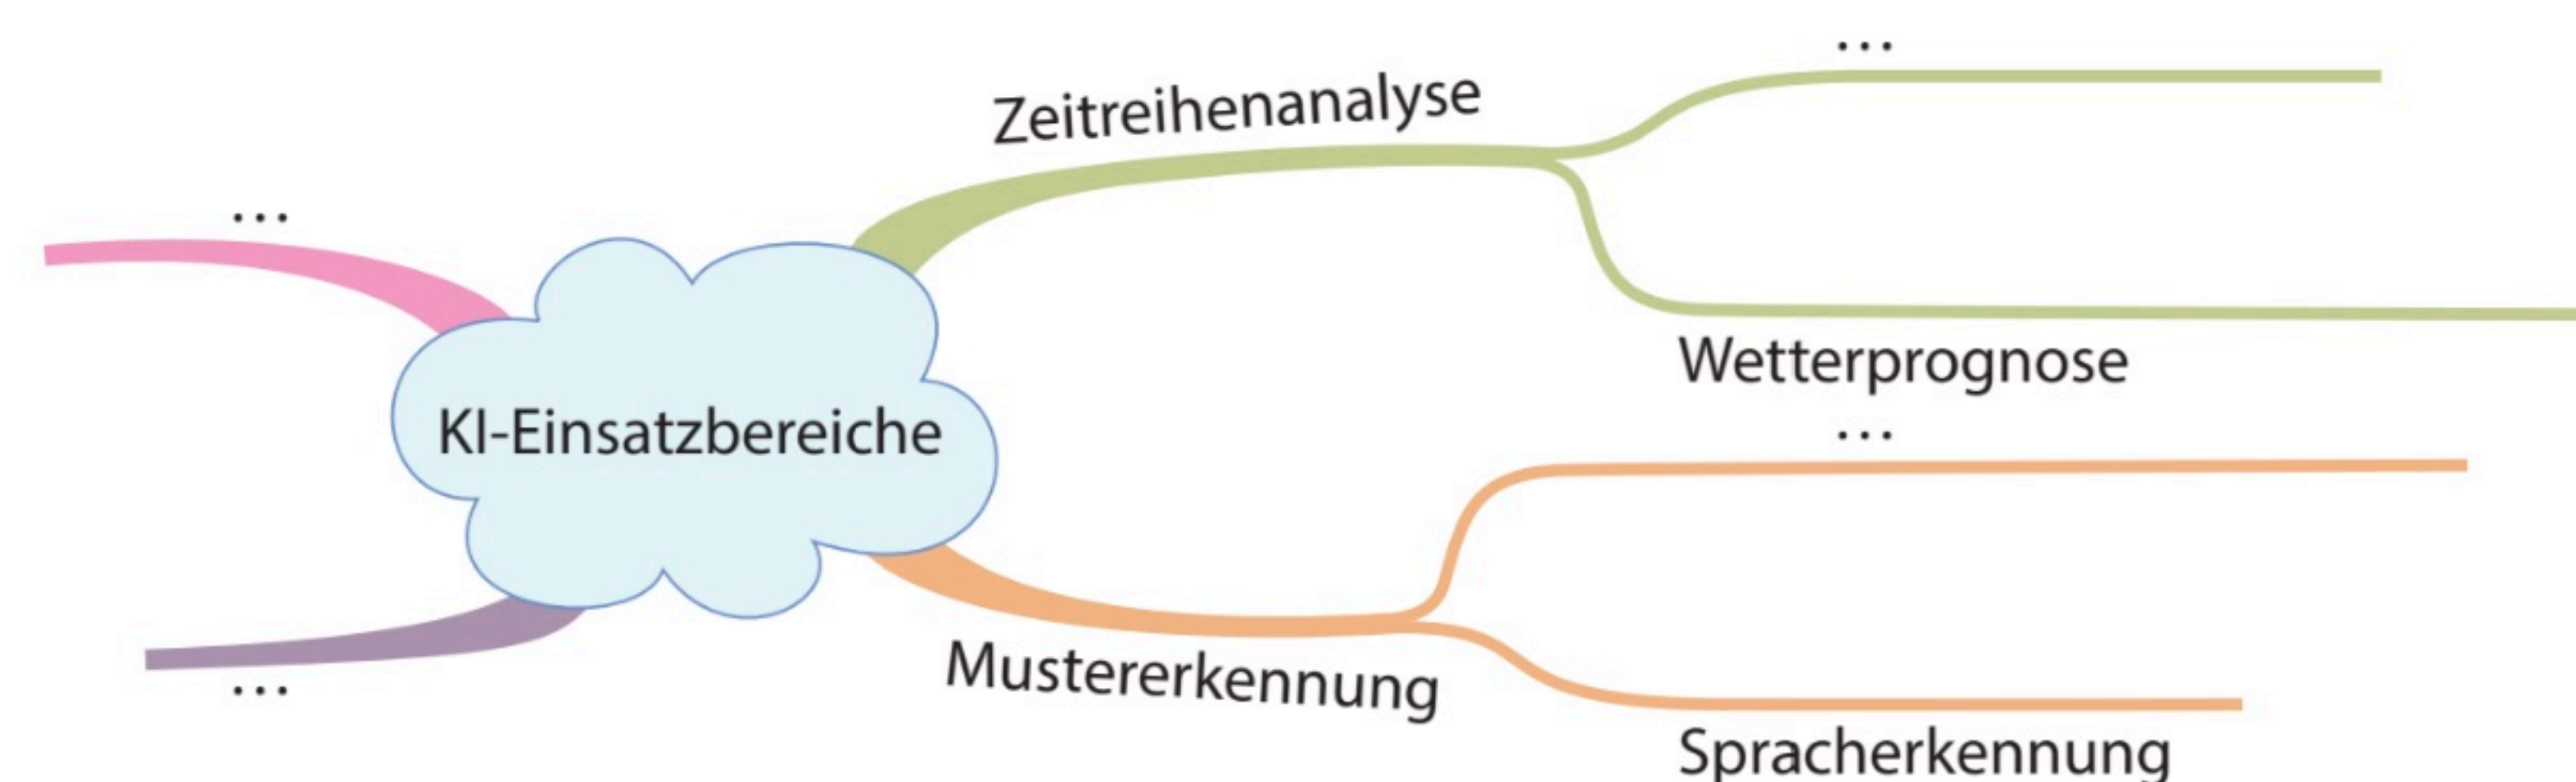 ...
Zeitreihenanalyse
...
Wetterprognose
KI-Einsatzbereiche
...
Mustererkennung
Spracherkennung
...